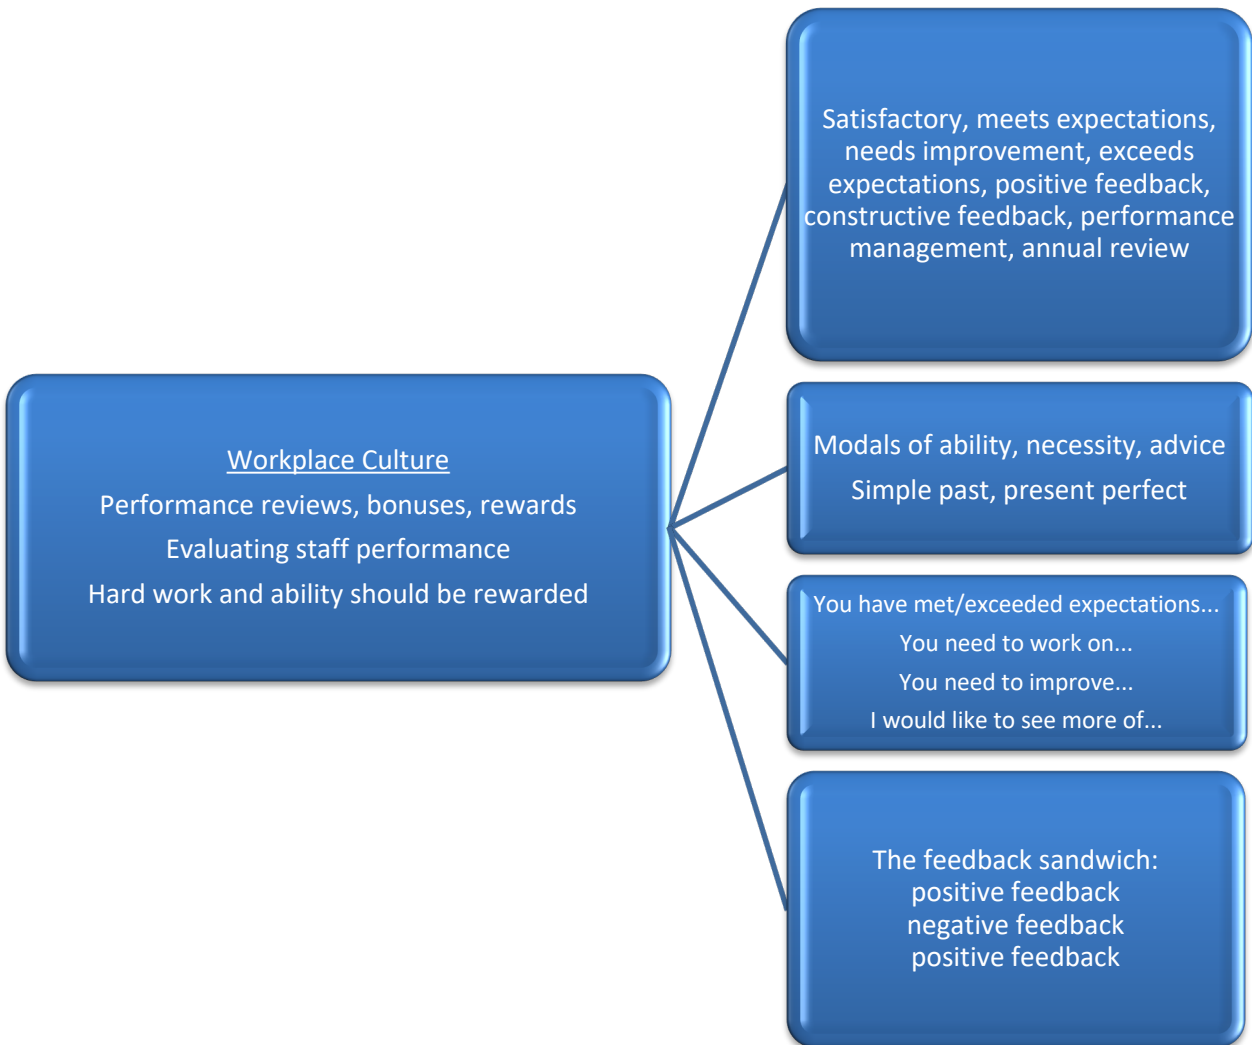 Workplace Culture
Performance reviews, bonuses, rewards
Evaluating staff performance
Hard work and ability should be rewarded
Satisfactory, meets expectations,
needs improvement, exceeds
expectations, positive feedback,
constructive feedback, performance
management, annual review
Modals of ability, necessity, advice
Simple past, present perfect
You have met/exceeded expectations...
You need to work on...
You need to improve...
I would like to see more of...
The feedback sandwich:
positive feedback
negative feedback
positive feedback